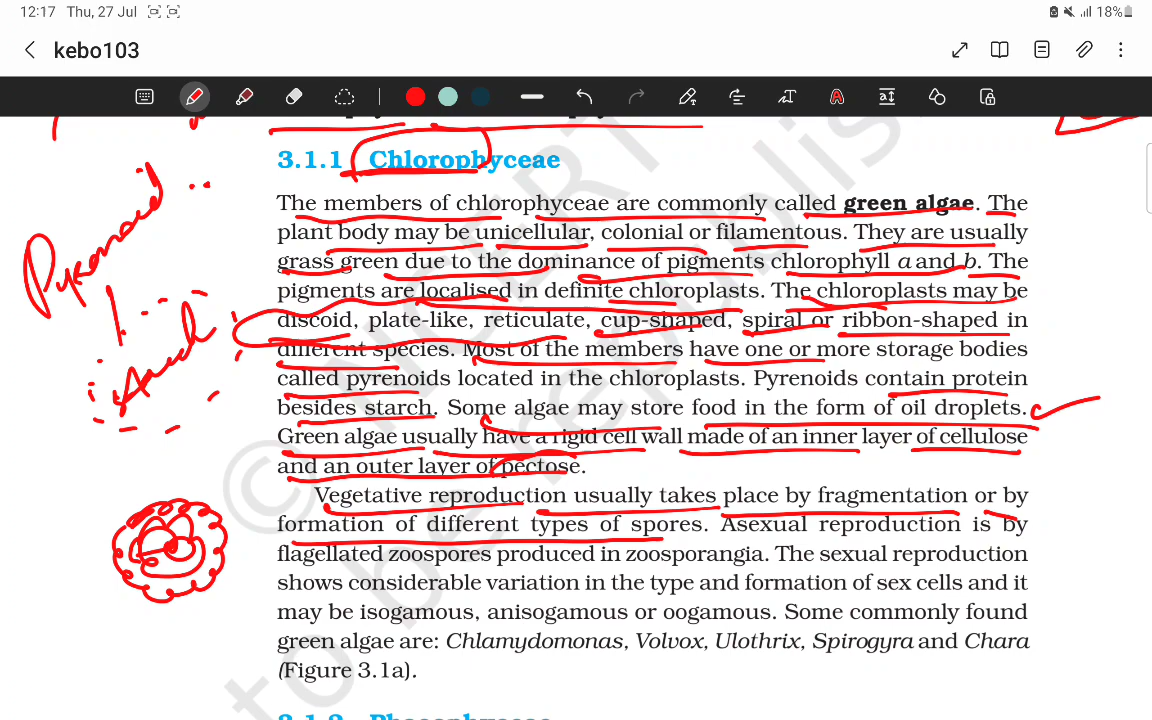 12:17 Thu, 27 Jul
18%
kebo103
3.1.1 Chlorophyceae
The members of chlorophyceae are commonly called green algae. The
plant body may be unicellular, colonial or filamentous. They are usually
grass green due to the dominance of pigments chlorophyll a and b. The
pigments are localised in definite chloroplasts. The chloroplasts may be
discoid, plate-like, reticulate, cup-shaped, spiral or ribbon-shaped in
different species. Most of the members have one or more storage bodies
called pyrenoids located in the chloroplasts. Pyrenoids contain protein
besides starch. Some algae may store food in the form of oil droplets.
Green algae usually have a rigid cell wall made of an inner layer of cellulose
and an outer layer of pectose.
Vegetative reproduction usually takes place by fragmentation or by
formation of different types of spores. Asexual reproduction is by
flagellated zoospores produced in zoosporangia. The sexual reproduction
shows considerable variation in the type and formation of sex cells and it
may be isogamous, anisogamous or oogamous. Some commonly found
green algae are: Chlamydomonas, Volvox, Ulothrix, Spirogyra and Chara
(Figure 3.1a).